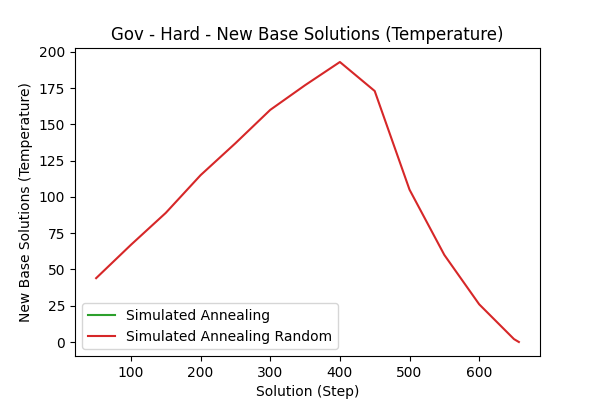 Gov - Hard - New Base Solutions (Temperature)
New Base Solutions (Temperature)
200
175
150
125
100
75
50
25
0
Simulated Annealing
Simulated Annealing Random
100 200 300 400 500 600
Solution (Step)